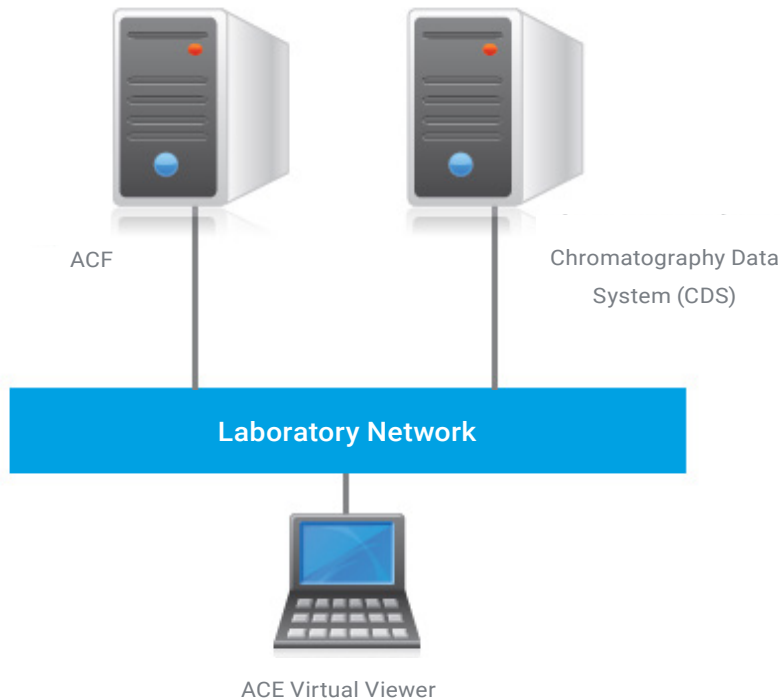 ACF
Chromatography Data
System (CDS)
Laboratory Network
ACE Virtual Viewer